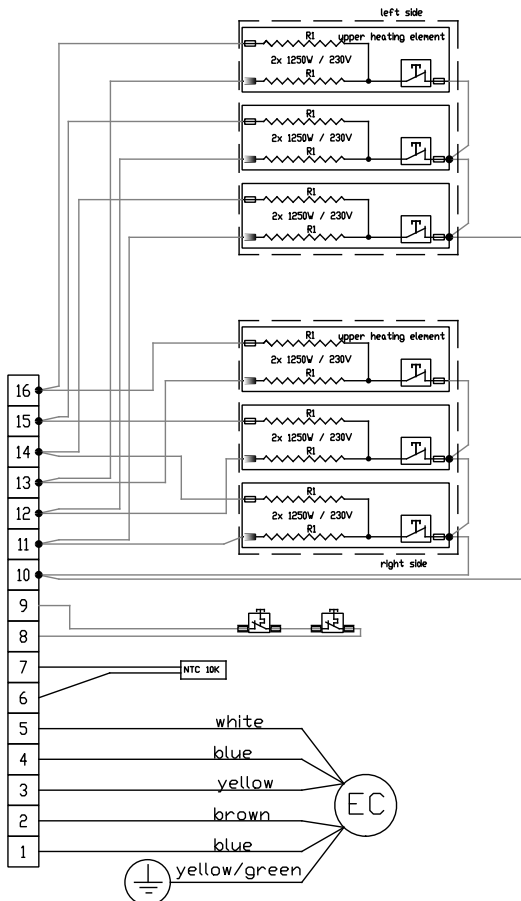 left side
R1
upper heating element
2x 1250W / 230V
R1
R1
2x 1250W / 230V
R1
R1
2x 1250W / 230V
R1
R1
upper heating element
2x 1250W / 230V
R1
R1
2x 1250W / 230V
R1
R1
2x 1250W / 230V
R1
right side
16
15
14
13
12
11
10
9
8
7
NTC 10K
6
5
white
4
blue
3
yellow
EC
2
brown
1
blue
yellow/green